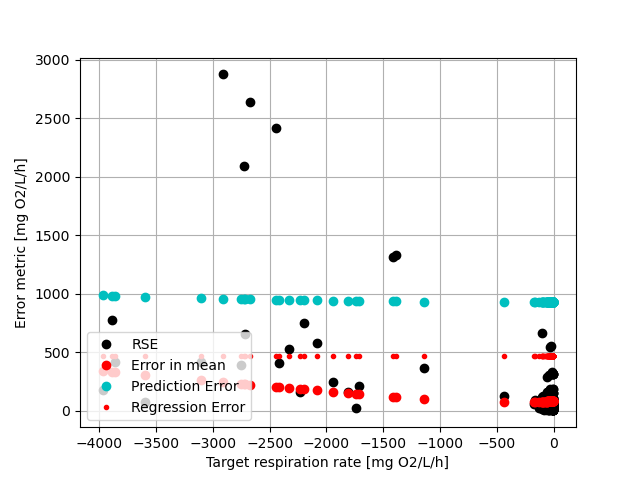 3000
2500
2000
1500
1000
500
0
Error metric [mg O2/L/h]
RSE
Error in mean
Prediction Error
Regression Error
−4000 −3500 −3000 −2500 −2000 −1500 −1000 −500 0
Target respiration rate [mg O2/L/h]